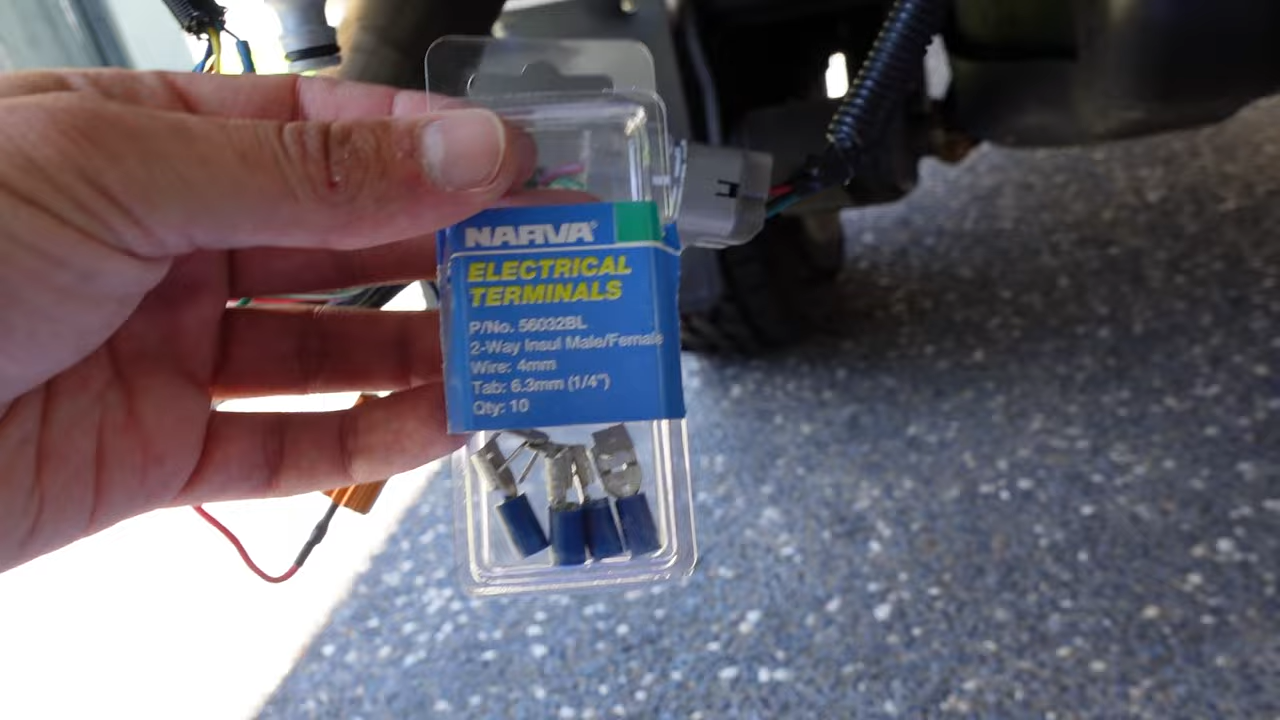 NARVA®
ELECTRICAL
TERMINALS
P/No. 56032BL
2-Way Insul Male/Female
Wire: 4mm
Tab: 6.3mm (1/4")
Qty: 10